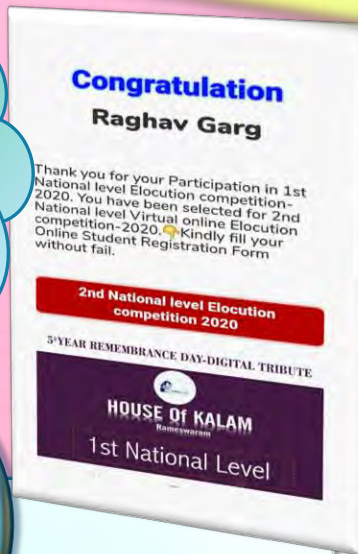 Congratulation
Raghav Garg
Thank you for your Participation in 1st
National level Elocution competition-
2020. You have been selected for 2nd
National level Virtual online Elocution
competition-2020.👇Kindly fill your
Online Student Registration Form
without fail.
2nd National level Elocution
competition 2020
5ᵗʰYEAR REMEMBRANCE DAY-DIGITAL TRIBUTE
HOUSE Of KALAM
Rameswaram
1st National Level